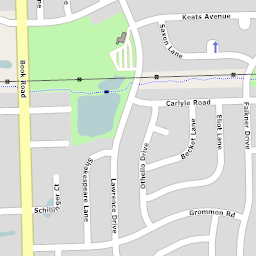 Keats Avenue
Saxon Lane
Book Road
Carlyle Road
Becket Lane
Eliot Lane
Falkner Drive
Othello Drive
Shakespeare Lane
Lawrence Drive
Schiller
Grommon Rd